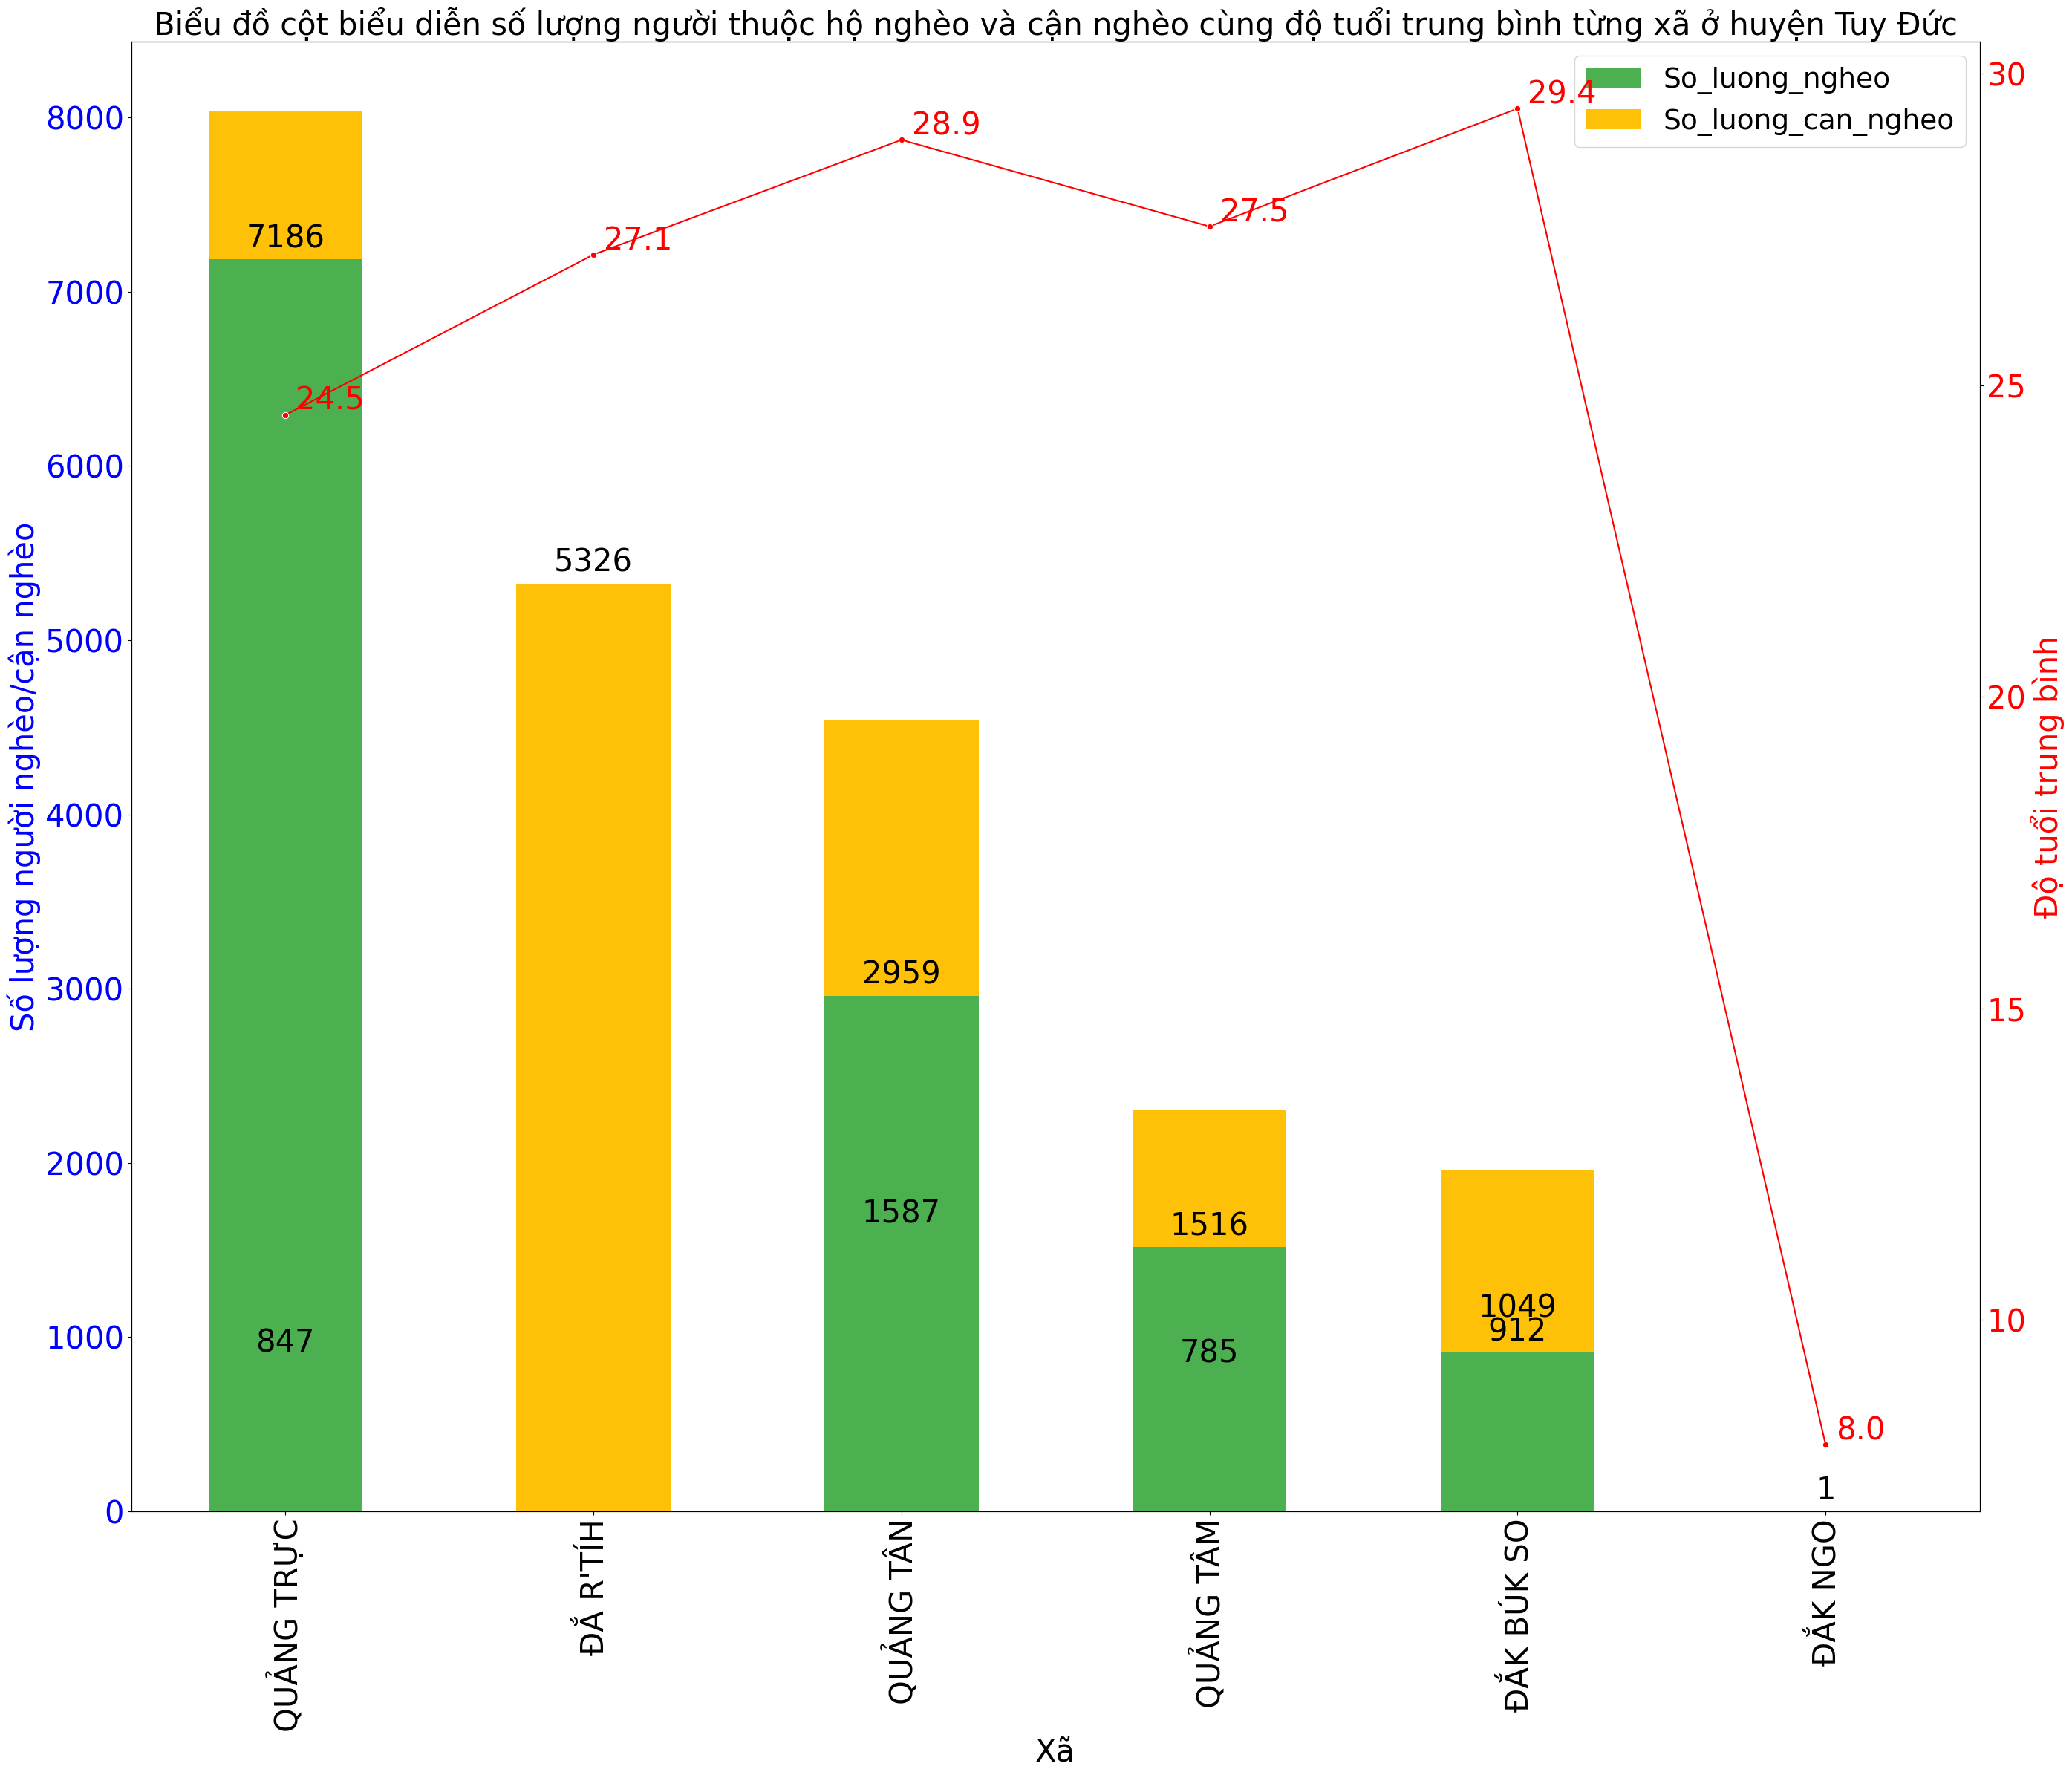 Biểu đồ cột biểu diễn số lượng người thuộc hộ nghèo và cận nghèo cùng độ tuổi trung bình từng xã ở huyện Tuy Đức
So_luong_ngheo
So_luong_can_ngheo
Số lượng người nghèo/cận nghèo
8000
7000
6000
5000
4000
3000
2000
1000
0
7186
847
5326
2959
1587
1516
785
1049
912
1
24.5
27.1
28.9
27.5
29.4
8.0
30
25
20
15
10
Độ tuổi trung bình
QUẢNG TRỰC
ĐẮ R'TÍH
QUẢNG TÂN
QUẢNG TÂM
ĐẮK BÚK SO
ĐẮK NGO
Xã